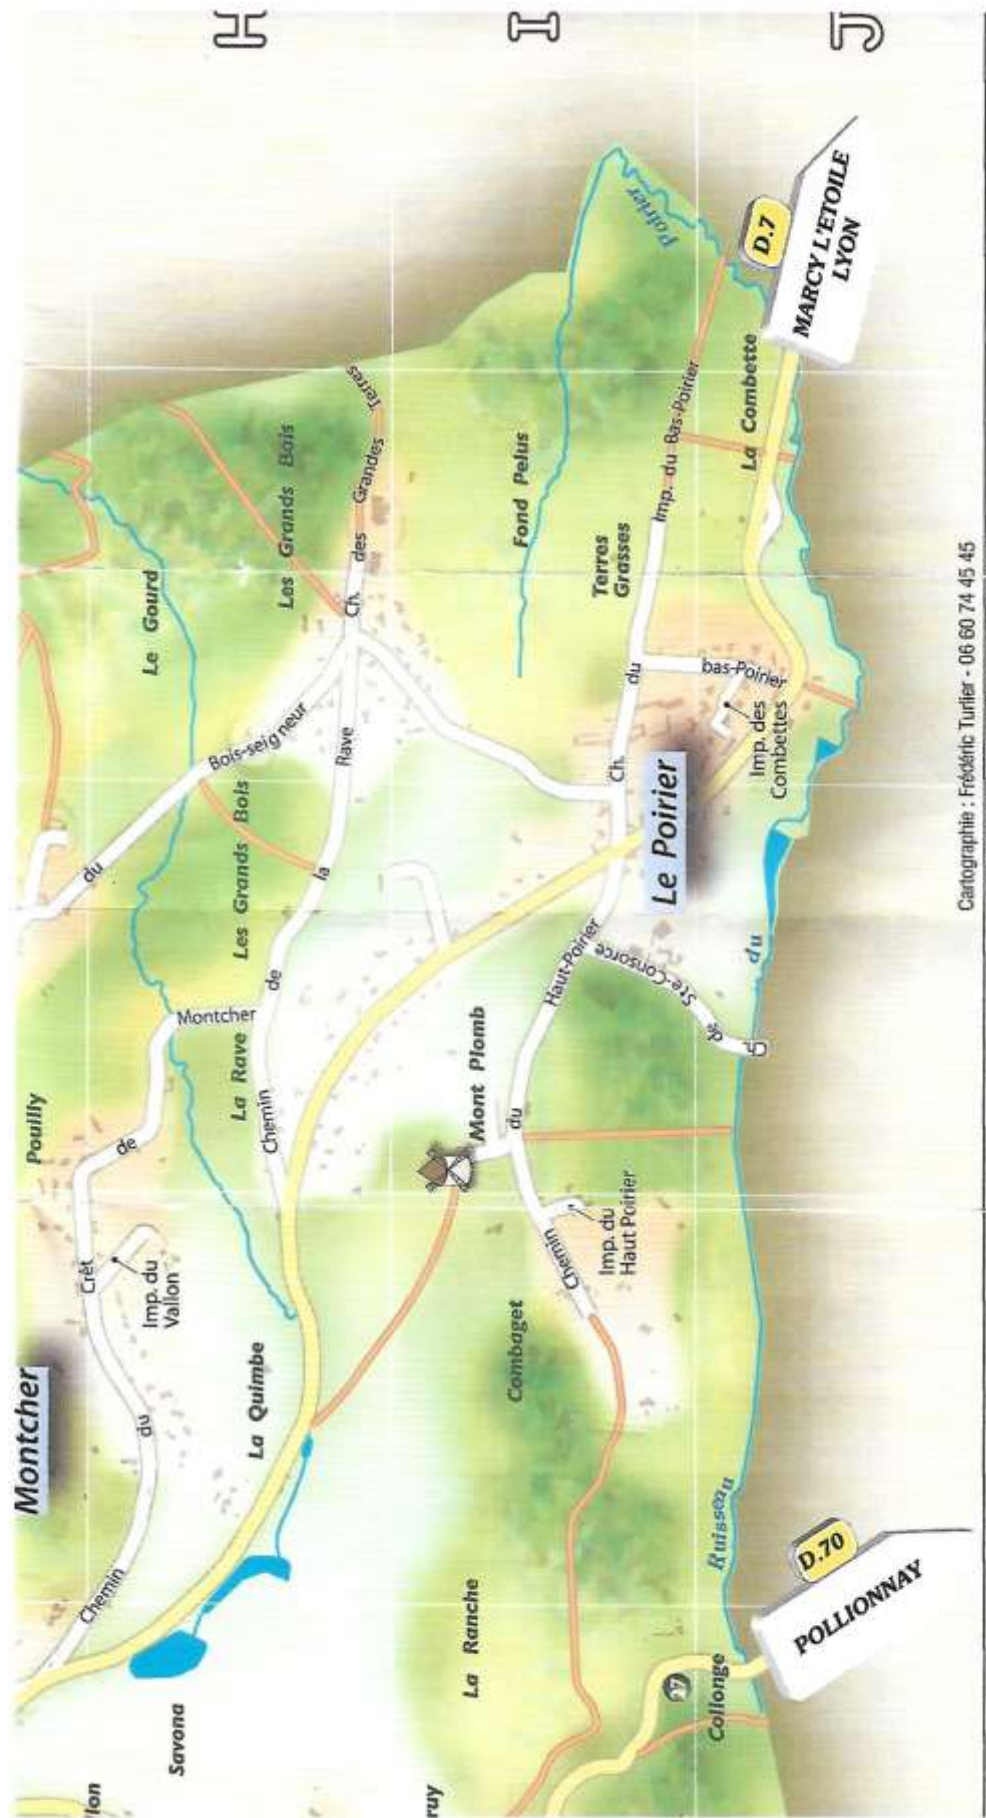 H
I
J
Montcher
Pouilly
Le Gourd
Chemin
du
Crêt
de
Montcher
Imp. du
Vallon
du
Bois-seigneur
Savona
La Quimbe
La Rave
Les Grands Bois
Les Grands Bois
Chemin
de
la
Rave
Ch.
des
Grandes
Terres
Mont Plomb
Fond Pelus
Poirier
La Ranche
Combaget
Chemin
du
Haut-Poirier
Imp. du
Haut Poirier
Ch.
du
bas-Poirier
Terres
Grasses
Imp. du Bas-Poirier
Le Poirier
Imp. des
Combettes
La Combette
Ch.
de
Ste-Consorce
Collonge
27
Ruisseau
du
D.70
POLLIONNAY
D.7
MARCY L'ETOILE
LYON
Cartographie : Frédéric Turlier - 06 60 74 45 45
llon
ruy